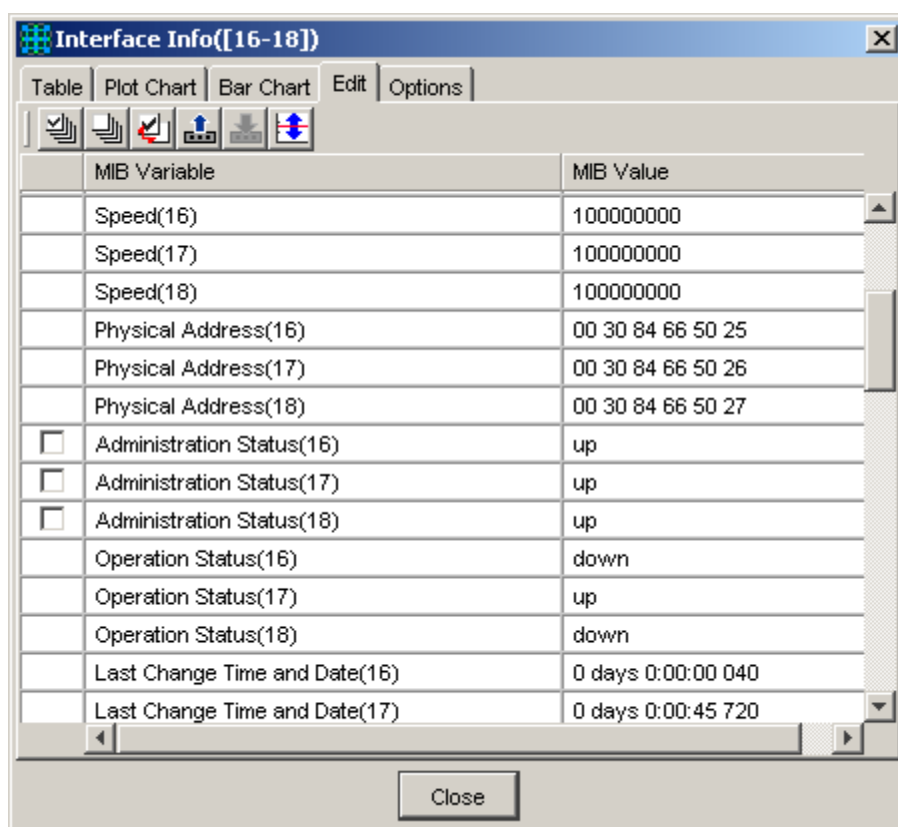 Interface Info([16-18])
Table Plot Chart Bar Chart Edit Options
MIB Variable MIB Value
Speed(16) 100000000
Speed(17) 100000000
Speed(18) 100000000
Physical Address(16) 00 30 84 66 50 25
Physical Address(17) 00 30 84 66 50 26
Physical Address(18) 00 30 84 66 50 27
Administration Status(16) up
Administration Status(17) up
Administration Status(18) up
Operation Status(16) down
Operation Status(17) up
Operation Status(18) down
Last Change Time and Date(16) 0 days 0:00:00 040
Last Change Time and Date(17) 0 days 0:00:45 720
Close